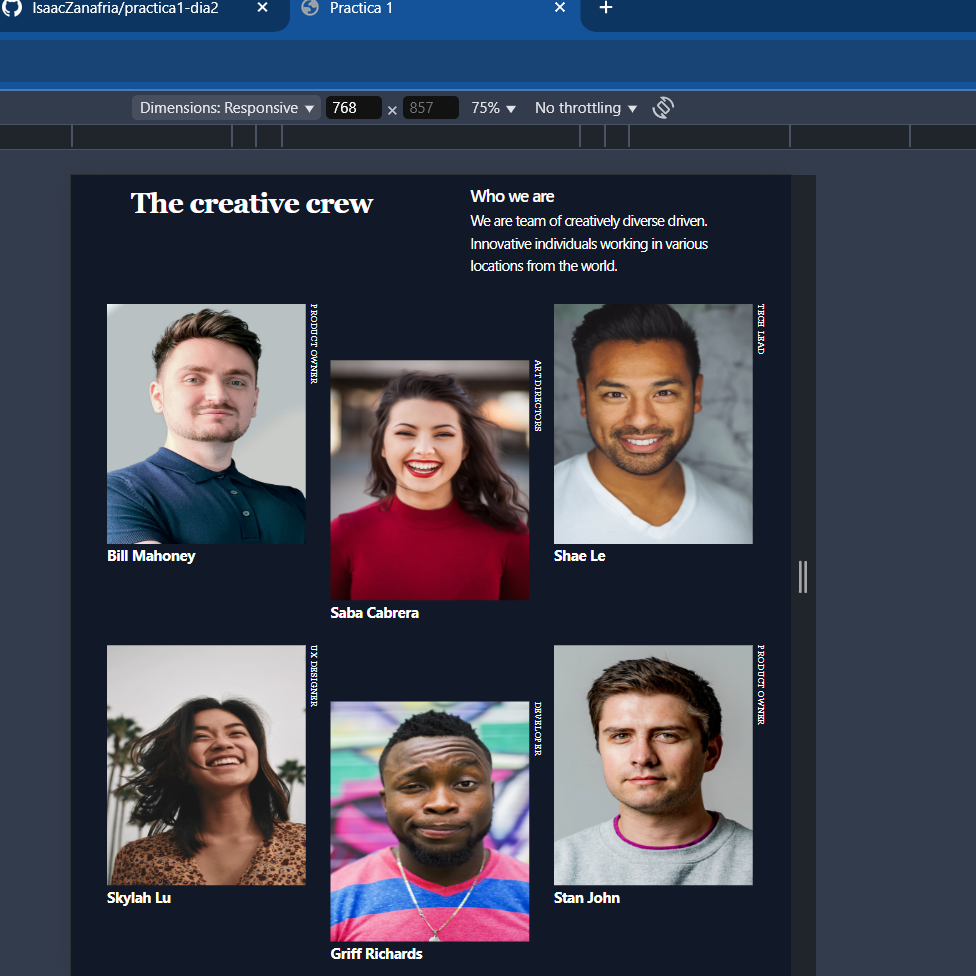 IsaacZanafria/practica1-dia2
Practica 1
Dimensions: Responsive
768
×
857
75%
No throttling
The creative crew
Who we are
We are team of creatively diverse driven.
Innovative individuals working in various
locations from the world.
PRODUCT OWNER
Bill Mahoney
ART DIRECTORS
Saba Cabrera
TECH LEAD
Shae Le
UX DESIGNER
Skylah Lu
DEVELOPER
Griff Richards
PRODUCT OWNER
Stan John